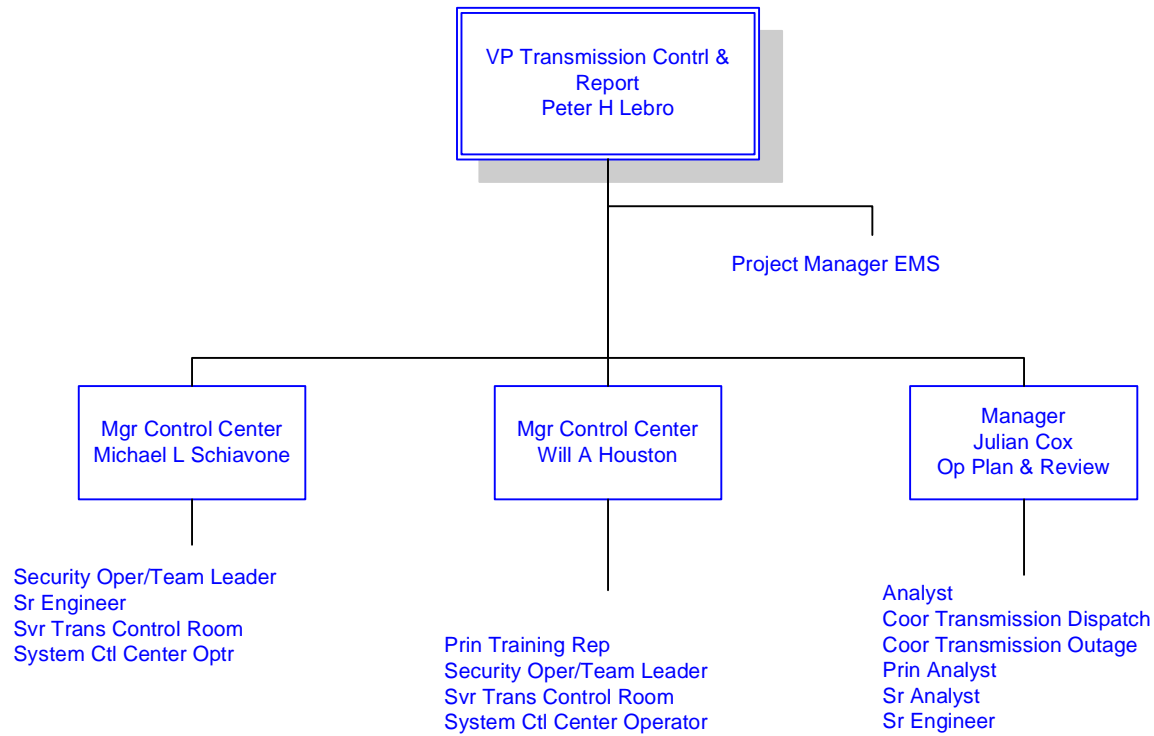 VP Transmission Contrl &
Report
Peter H Lebro
Project Manager EMS
Mgr Control Center
Michael L Schiavone
Mgr Control Center
Will A Houston
Manager
Julian Cox
Op Plan & Review
Security Oper/Team Leader
Sr Engineer
Svr Trans Control Room
System Ctl Center Optr
Prin Training Rep
Security Oper/Team Leader
Svr Trans Control Room
System Ctl Center Operator
Analyst
Coor Transmission Dispatch
Coor Transmission Outage
Prin Analyst
Sr Analyst
Sr Engineer